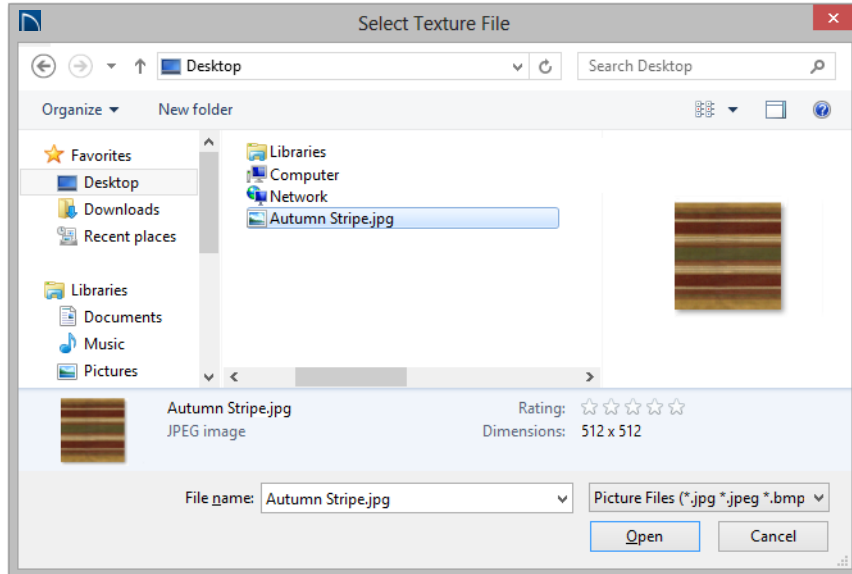 Select Texture File
Desktop
Search Desktop
Organize
New folder
Favorites
Desktop
Downloads
Recent places
Libraries
Documents
Music
Pictures
Libraries
Computer
Network
Autumn Stripe.jpg
Autumn Stripe.jpg
JPEG image
Rating:
Dimensions: 512 x 512
File name: Autumn Stripe.jpg
Picture Files (*.jpg *.jpeg *.bmp
Open
Cancel